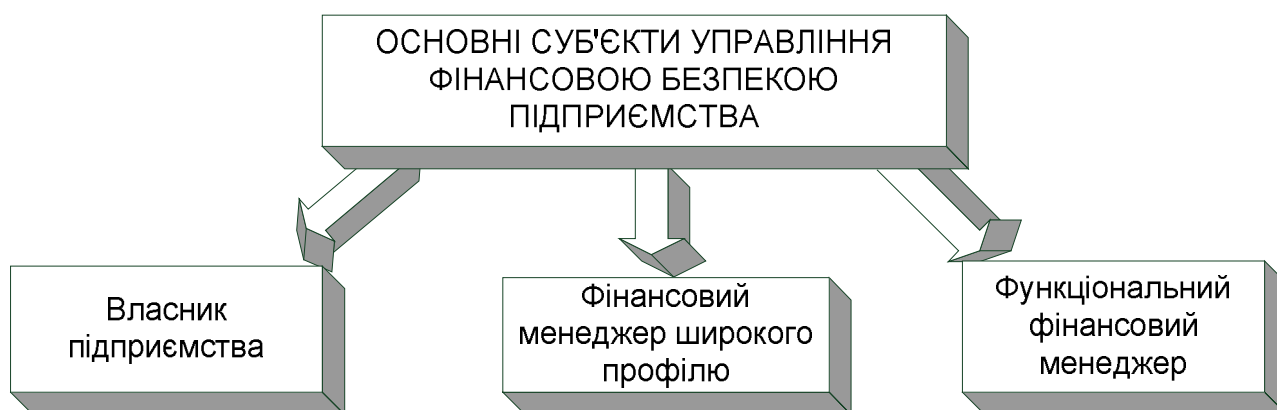 ОСНОВНІ СУБ'ЄКТИ УПРАВЛІННЯ
ФІНАНСОВОЮ БЕЗПЕКОЮ
ПІДПРИЄМСТВА
Власник
підприємства
Фінансовий
менеджер широкого
профілю
Функціональний
фінансовий
менеджер